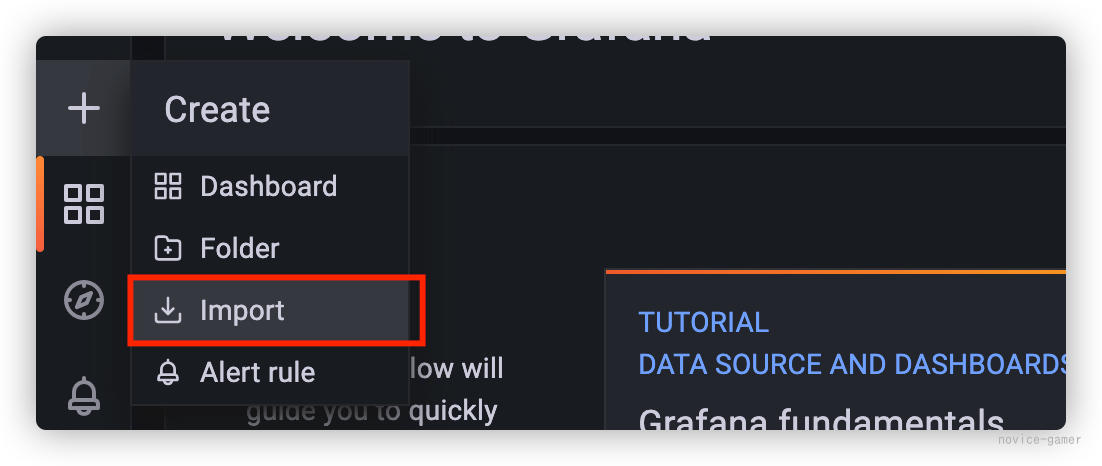 Welcome to Grafana
Create
Dashboard
Folder
Import
Alert rule
low will
guide you to quickly
TUTORIAL
DATA SOURCE AND DASHBOARDS
Grafana fundamentals
novice-gamer